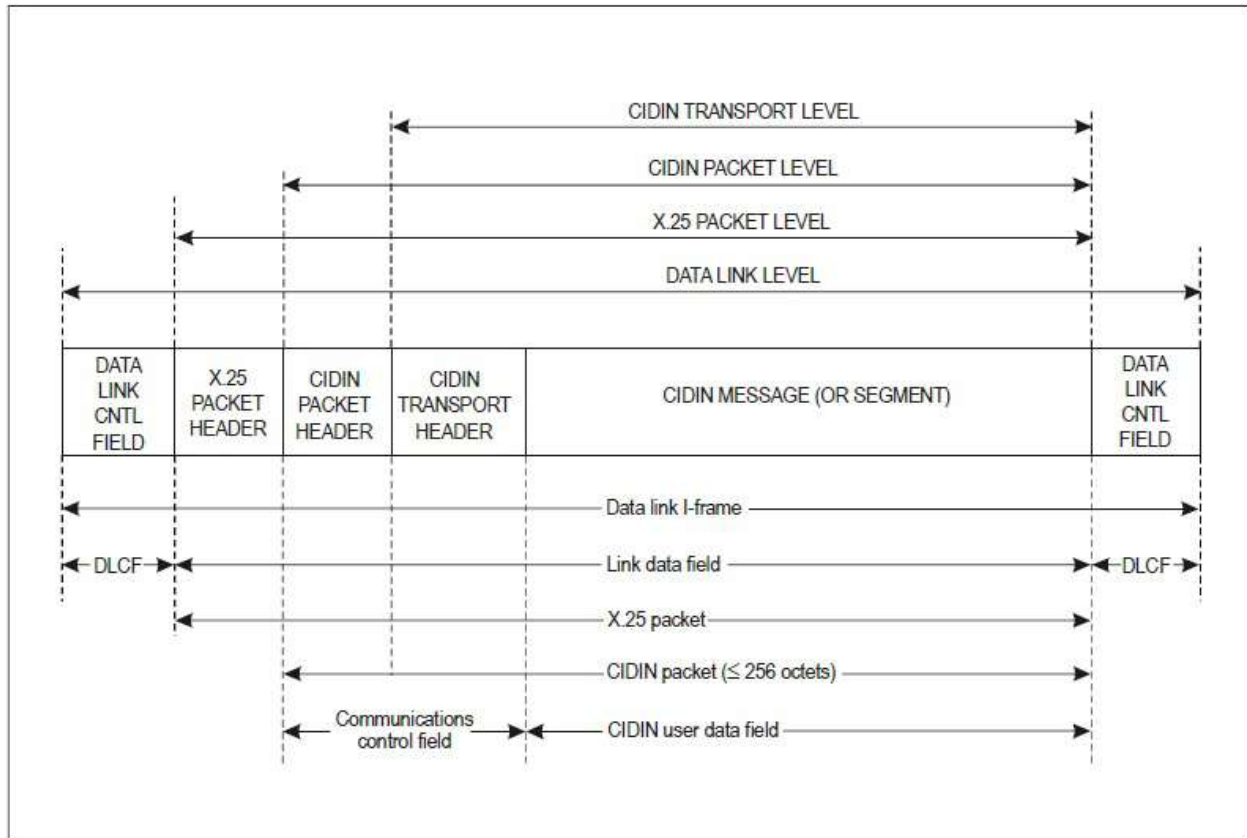 CIDIN TRANSPORT LEVEL
CIDIN PACKET LEVEL
X.25 PACKET LEVEL
DATA LINK LEVEL
DATA
LINK
CNTL
FIELD
X.25
PACKET
HEADER
CIDIN
PACKET
HEADER
CIDIN
TRANSPORT
HEADER
CIDIN MESSAGE (OR SEGMENT)
DATA
LINK
CNTL
FIELD
Data link I-frame
DLCF
Link data field
DLCF
X.25 packet
CIDIN packet (≤ 256 octets)
Communications
control field
CIDIN user data field